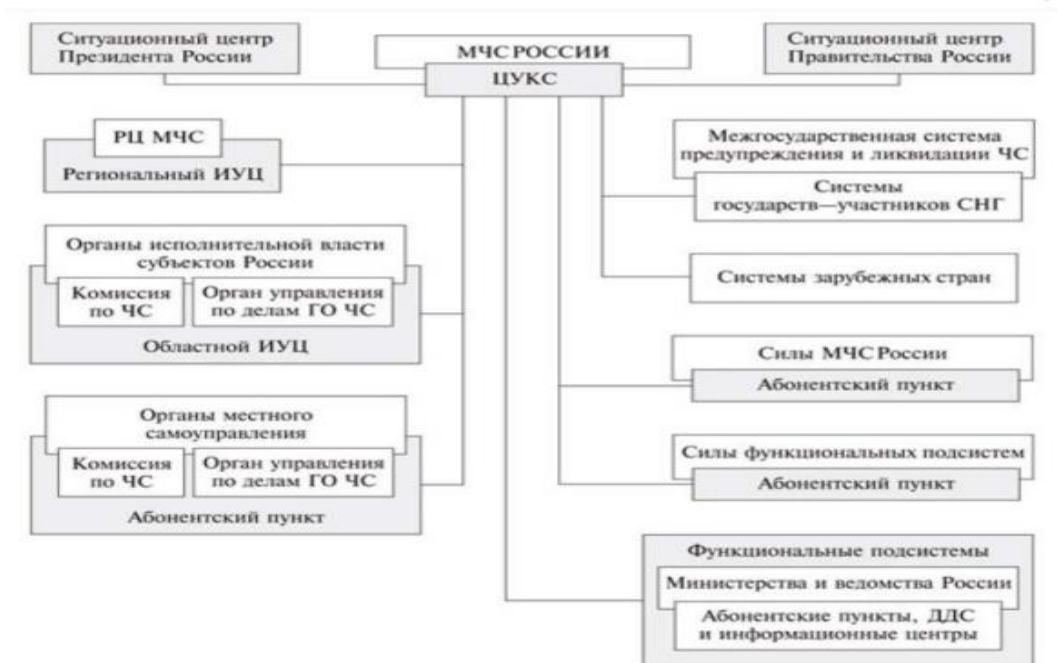 Ситуационный центр
Президента России
МЧС РОССИИ
ЦУКС
Ситуационный центр
Правительства России
РЦ МЧС
Региональный ИУЦ
Органы исполнительной власти
субъектов России
Комиссия
по ЧС
Орган управления
по делам ГО ЧС
Областной ИУЦ
Органы местного
самоуправления
Комиссия
по ЧС
Орган управления
по делам ГО ЧС
Абонентский пункт
Межгосударственная система
предупреждения и ликвидации ЧС
Системы
государств—участников СНГ
Системы зарубежных стран
Силы МЧС России
Абонентский пункт
Силы функциональных подсистем
Абонентский пункт
Функциональные подсистемы
Министерства и ведомства России
Абонентские пункты, ДДС
и информационные центры